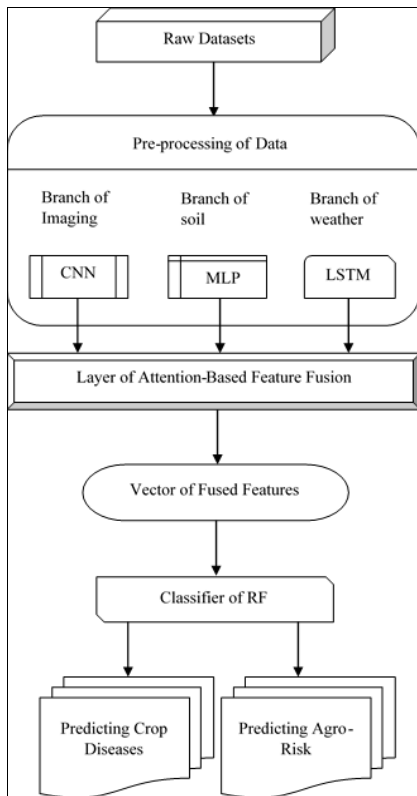 Raw Datasets
Pre-processing of Data
Branch of
Imaging
Branch of
soil
Branch of
weather
CNN
MLP
LSTM
Layer of Attention-Based Feature Fusion
Vector of Fused Features
Classifier of RF
Predicting Crop
Diseases
Predicting Agro-
Risk